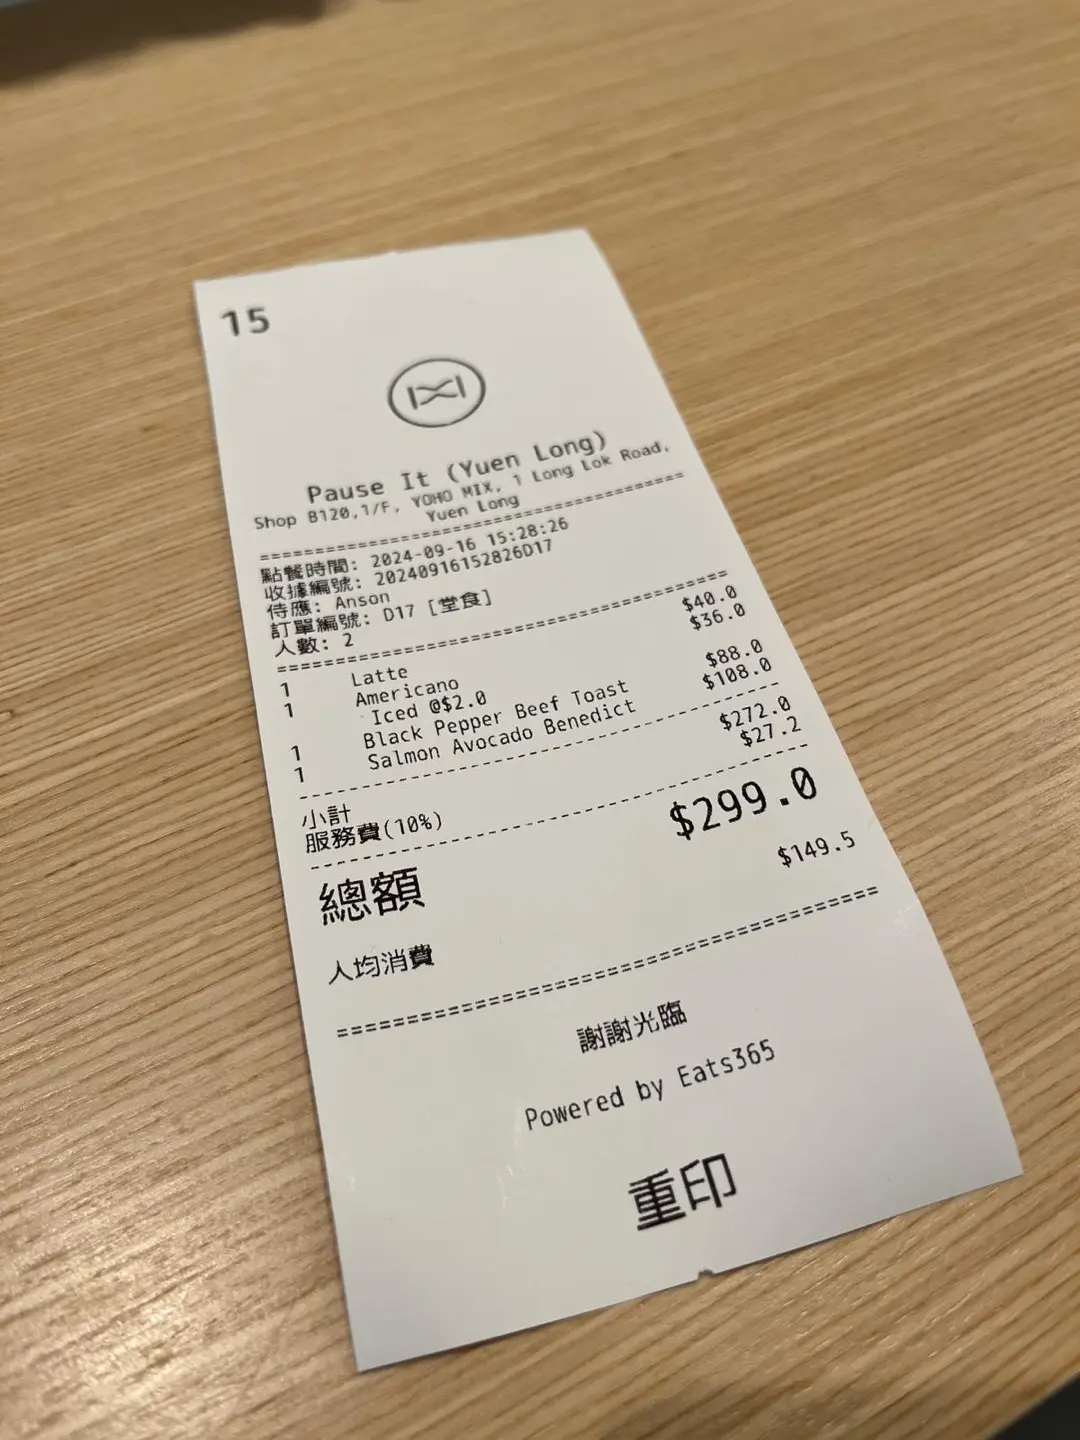 15
Pause It (Yuen Long)
Shop B120,1/F, YOHO MIX, 1 Long Lok Road,
Yuen Long
================================================
點餐時間: 2024-09-16 15:28:26
收據編號: 20240916152826D17
侍應: Anson
訂單編號: D17 [堂食]
人數: 2
================================================
1 Latte $40.0
1 Americano $36.0
· Iced @$2.0
1 Black Pepper Beef Toast $88.0
1 Salmon Avocado Benedict $108.0
------------------------------------------------
小計 $272.0
服務費(10%) $27.2
------------------------------------------------
總額 $299.0
人均消費 $149.5
================================================
謝謝光臨
Powered by Eats365
重印